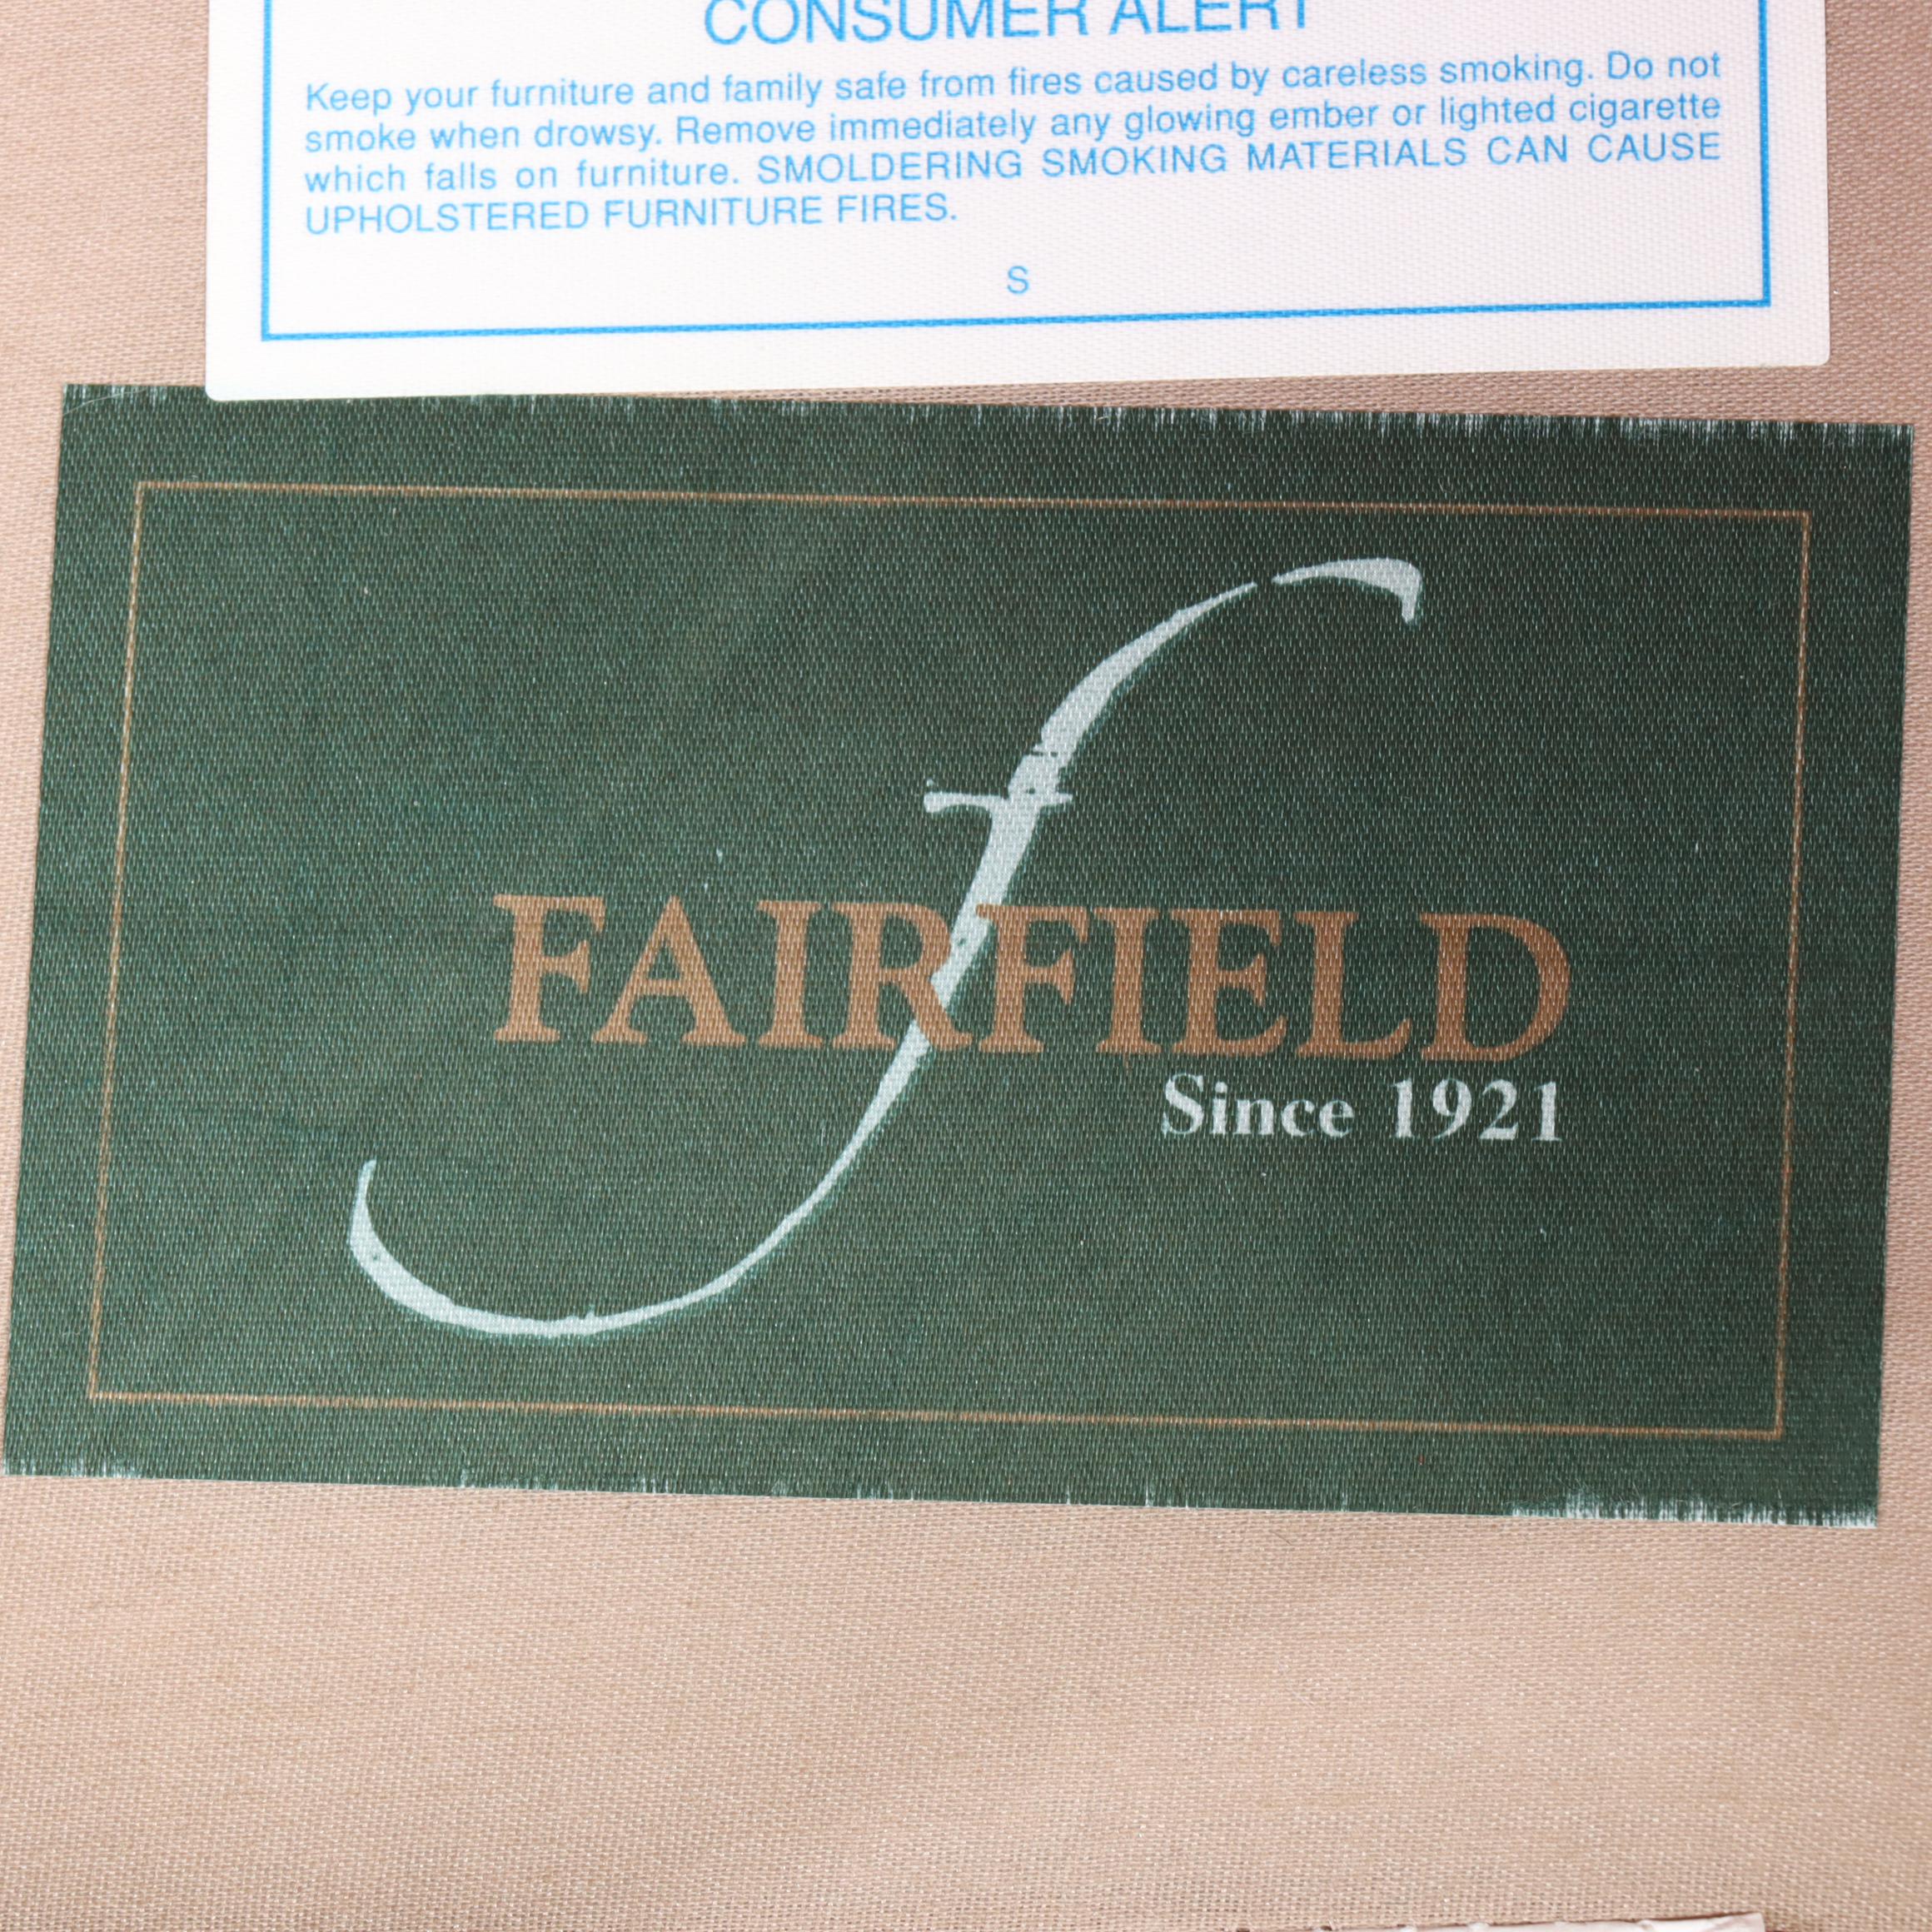 CONSUMER ALERT
Keep your furniture and family safe from fires caused by careless smoking. Do not
smoke when drowsy. Remove immediately any glowing ember or lighted cigarette
which falls on furniture. SMOLDERING SMOKING MATERIALS CAN CAUSE
UPHOLSTERED FURNITURE FIRES.
S
f
FAIRFIELD
Since 1921